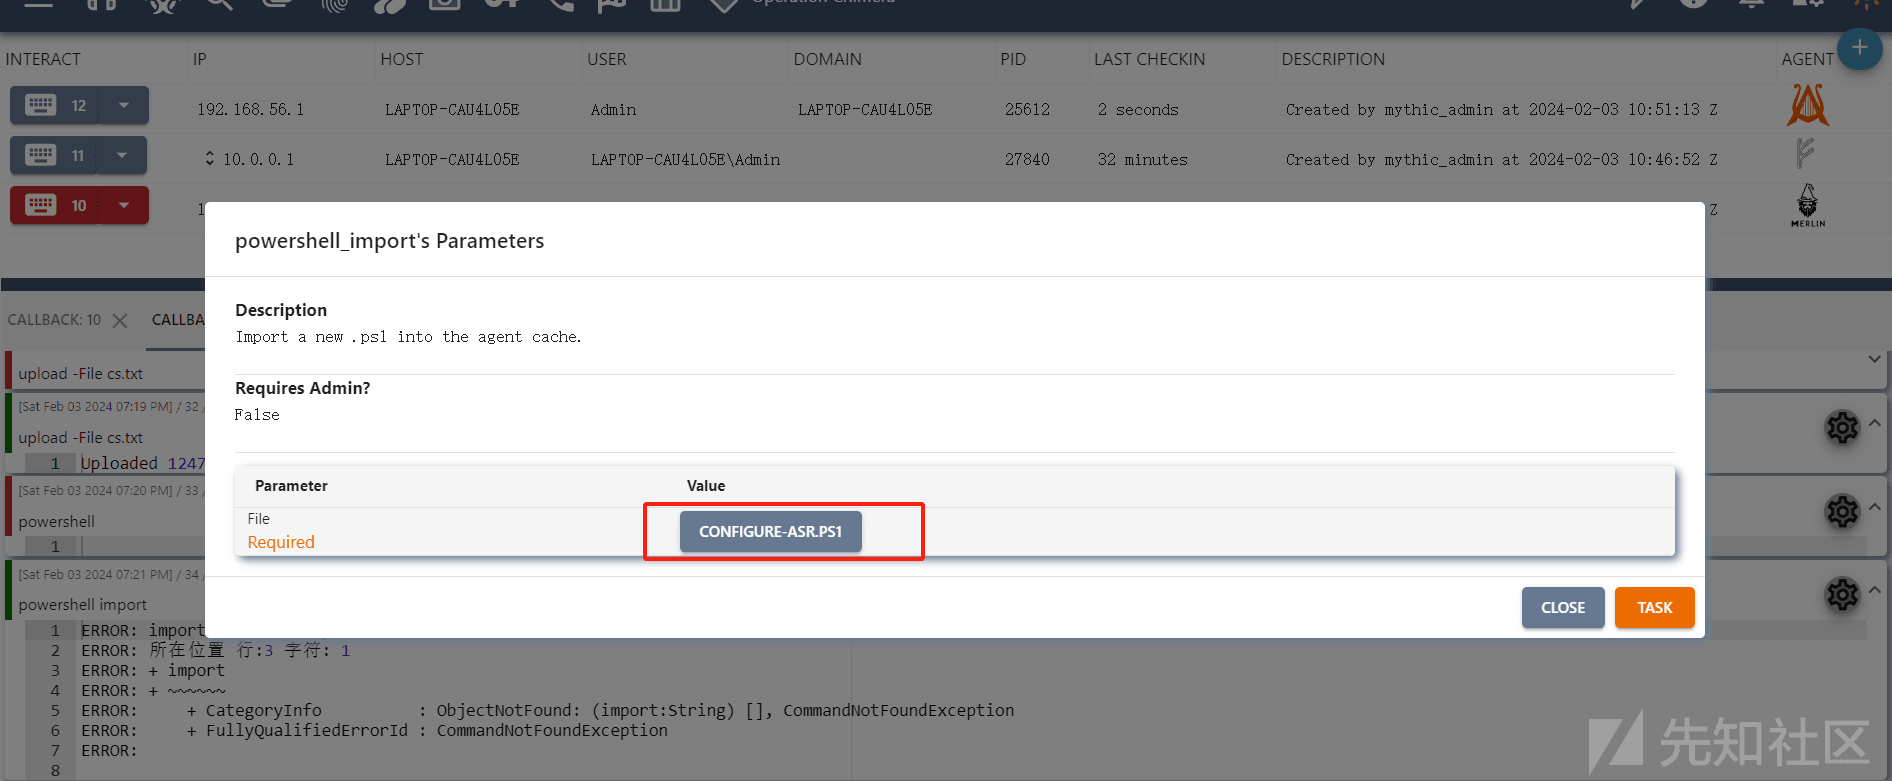 Operation Chimera
INTERACT IP HOST USER DOMAIN PID LAST CHECKIN DESCRIPTION AGENT
12 192.168.56.1 LAPTOP-CAU4L05E Admin LAPTOP-CAU4L05E 25612 2 seconds Created by mythic_admin at 2024-02-03 10:51:13 Z
11 10.0.0.1 LAPTOP-CAU4L05E LAPTOP-CAU4L05E\Admin 27840 32 minutes Created by mythic_admin at 2024-02-03 10:46:52 Z
10 1 Z
MERLIN
powershell_import's Parameters
Description
Import a new .ps1 into the agent cache.
Requires Admin?
False
Parameter Value
File
Required
CONFIGURE-ASR.PS1
CLOSE TASK
CALLBACK: 10 CALLBA
upload -File cs.txt
[Sat Feb 03 2024 07:19 PM] / 32 /
upload -File cs.txt
1 Uploaded 1247
[Sat Feb 03 2024 07:20 PM] / 33 /
powershell
1
[Sat Feb 03 2024 07:21 PM] / 34 /
powershell import
1 ERROR: import
2 ERROR: 所在位置 行:3 字符: 1
3 ERROR: + import
4 ERROR: + ~~~~~~
5 ERROR: + CategoryInfo : ObjectNotFound: (import:String) [], CommandNotFoundException
6 ERROR: + FullyQualifiedErrorId : CommandNotFoundException
7 ERROR:
8
先知社区